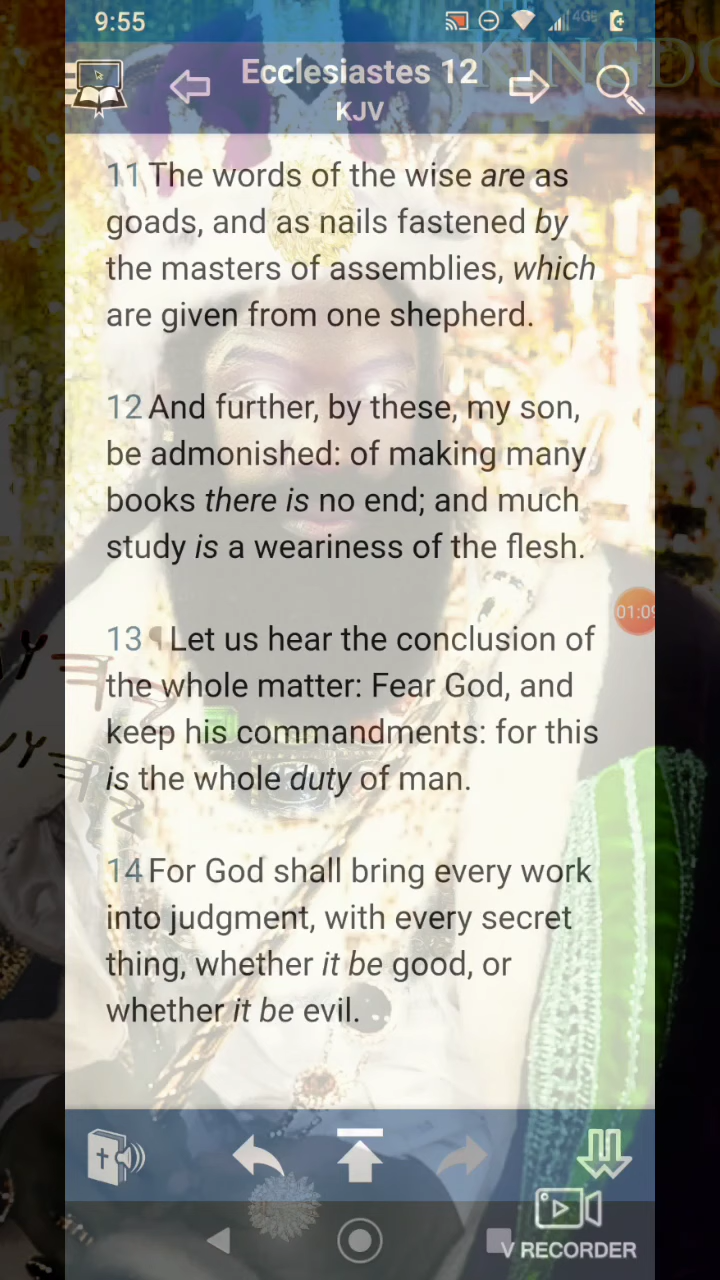 9:55
4G
KINGDO
Ecclesiastes 12
KJV
11 The words of the wise are as
goads, and as nails fastened by
the masters of assemblies, which
are given from one shepherd.
12 And further, by these, my son,
be admonished: of making many
books there is no end; and much
study is a weariness of the flesh.
13 ¶ Let us hear the conclusion of
the whole matter: Fear God, and
keep his commandments: for this
is the whole duty of man.
14 For God shall bring every work
into judgment, with every secret
thing, whether it be good, or
whether it be evil.
01:09
V RECORDER